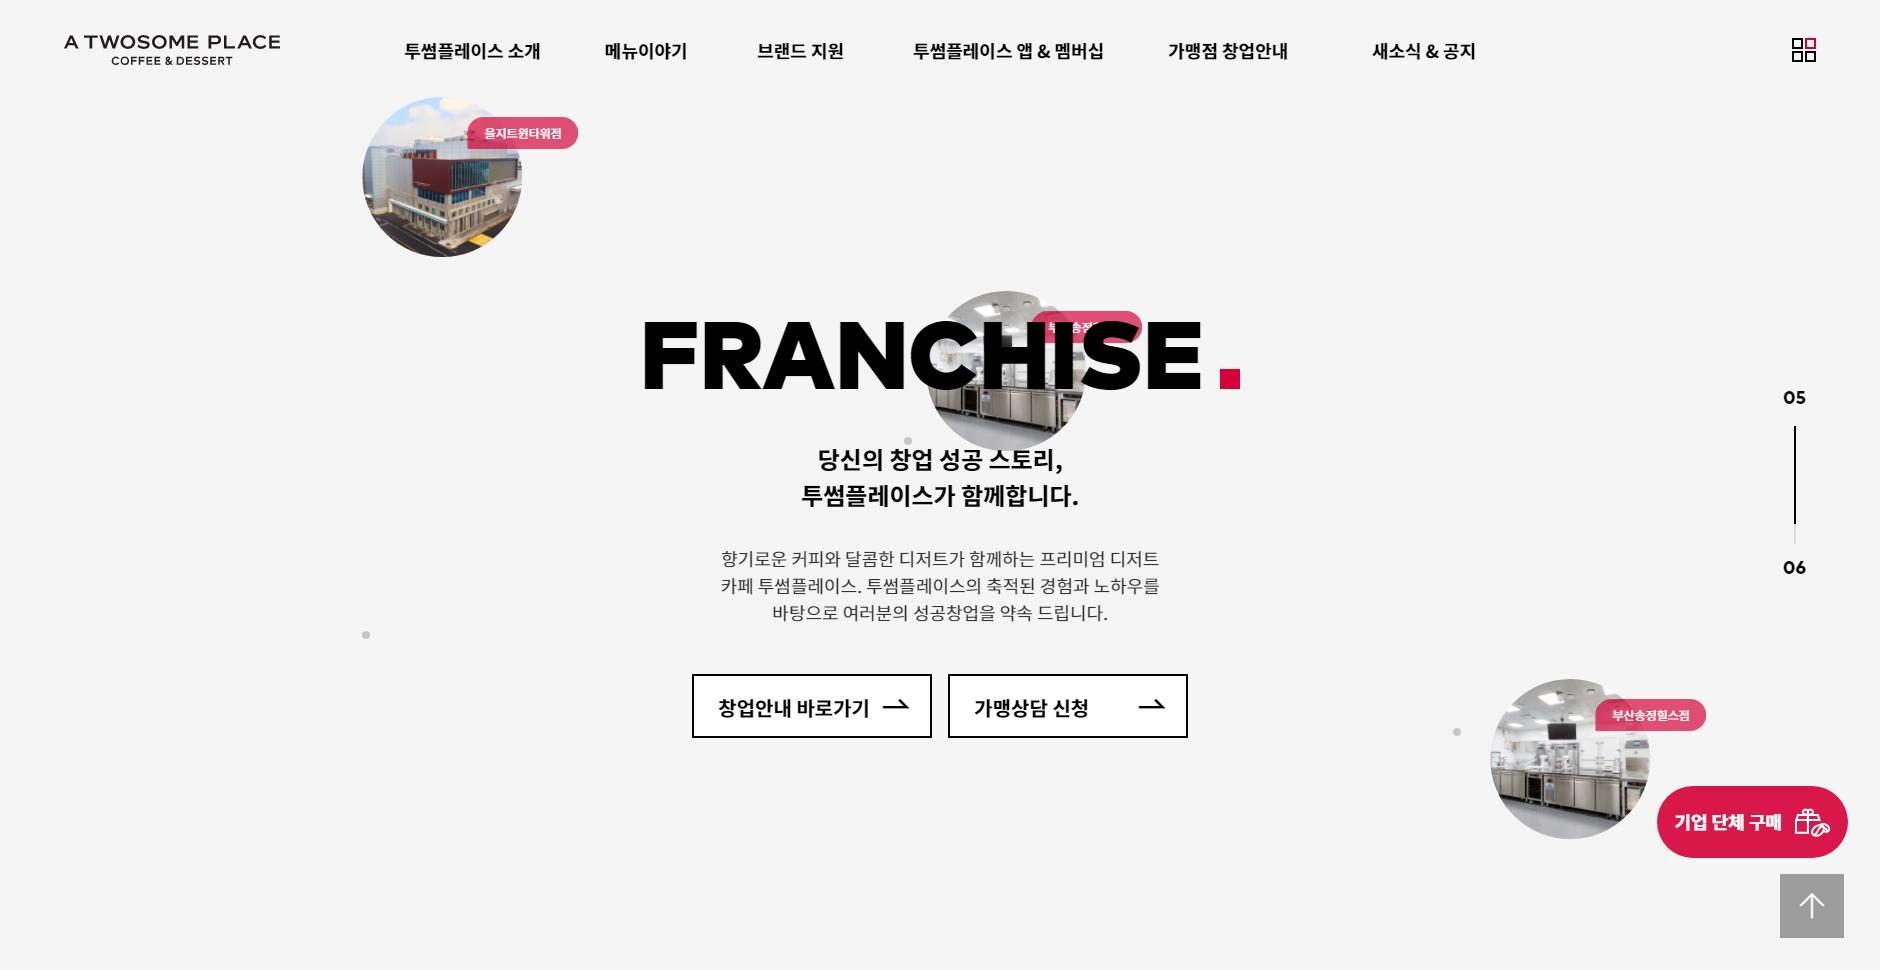 A TWOSOME PLACE
COFFEE & DESSERT
투썸플레이스 소개
메뉴이야기
브랜드 지원
투썸플레이스 앱 & 멤버십
가맹점 창업안내
새소식 & 공지
을지트윈타워점
FRANCHISE.
당신의 창업 성공 스토리,
투썸플레이스가 함께합니다.
향기로운 커피와 달콤한 디저트가 함께하는 프리미엄 디저트
카페 투썸플레이스. 투썸플레이스의 축적된 경험과 노하우를
바탕으로 여러분의 성공창업을 약속 드립니다.
창업안내 바로가기
가맹상담 신청
05
06
부산송정힐스점
기업 단체 구매